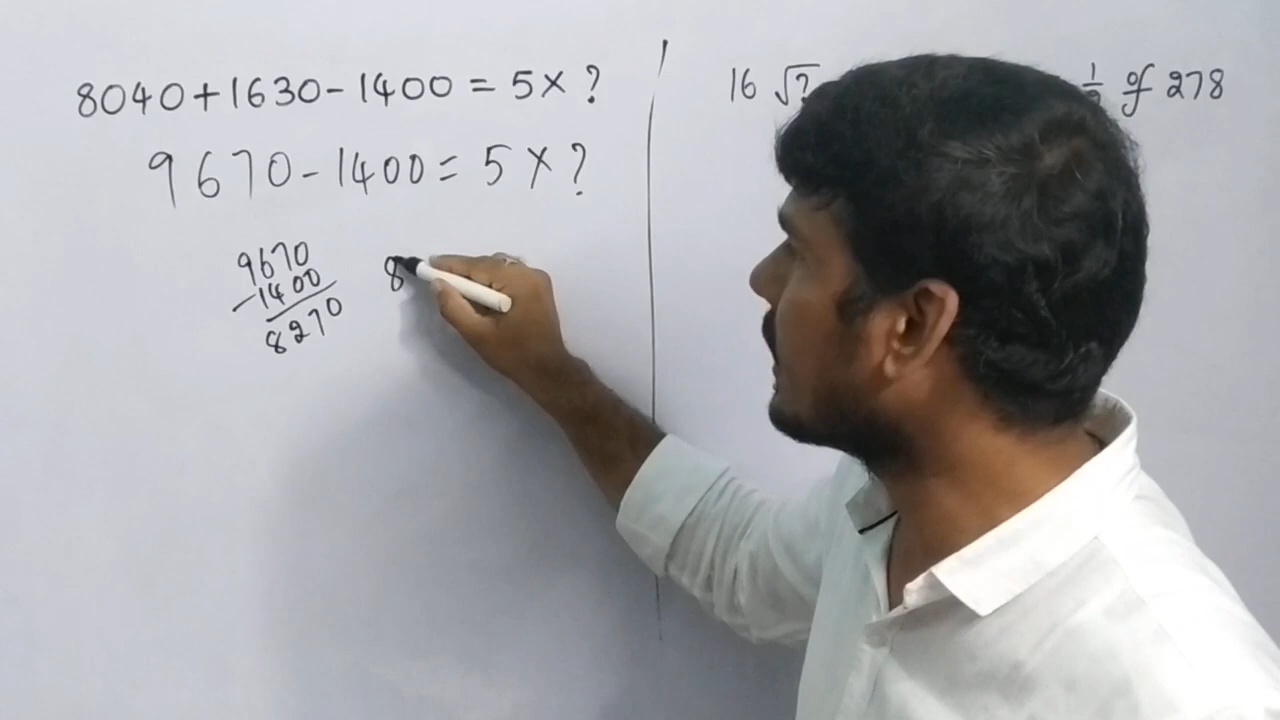 8040+1630-1400 = 5× ?
9670-1400 = 5 × ?
9670
-1400
8270
8
16 √?
of 278